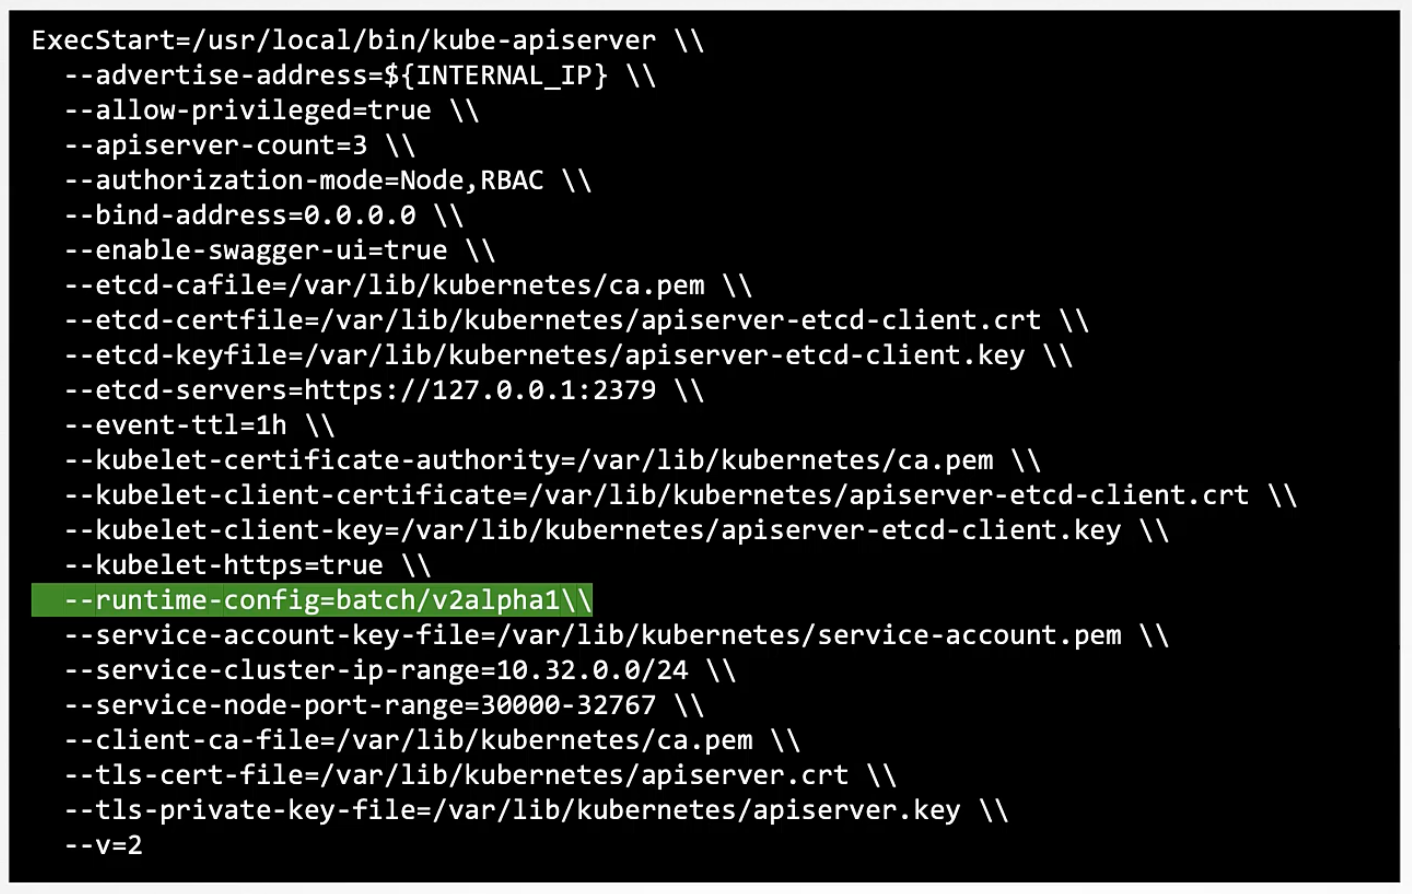 ExecStart=/usr/local/bin/kube-apiserver \\
--advertise-address=${INTERNAL_IP} \\
--allow-privileged=true \\
--apiserver-count=3 \\
--authorization-mode=Node,RBAC \\
--bind-address=0.0.0.0 \\
--enable-swagger-ui=true \\
--etcd-cafile=/var/lib/kubernetes/ca.pem \\
--etcd-certfile=/var/lib/kubernetes/apiserver-etcd-client.crt \\
--etcd-keyfile=/var/lib/kubernetes/apiserver-etcd-client.key \\
--etcd-servers=https://127.0.0.1:2379 \\
--event-ttl=1h \\
--kubelet-certificate-authority=/var/lib/kubernetes/ca.pem \\
--kubelet-client-certificate=/var/lib/kubernetes/apiserver-etcd-client.crt \\
--kubelet-client-key=/var/lib/kubernetes/apiserver-etcd-client.key \\
--kubelet-https=true \\
--runtime-config=batch/v2alpha1\\
--service-account-key-file=/var/lib/kubernetes/service-account.pem \\
--service-cluster-ip-range=10.32.0.0/24 \\
--service-node-port-range=30000-32767 \\
--client-ca-file=/var/lib/kubernetes/ca.pem \\
--tls-cert-file=/var/lib/kubernetes/apiserver.crt \\
--tls-private-key-file=/var/lib/kubernetes/apiserver.key \\
--v=2